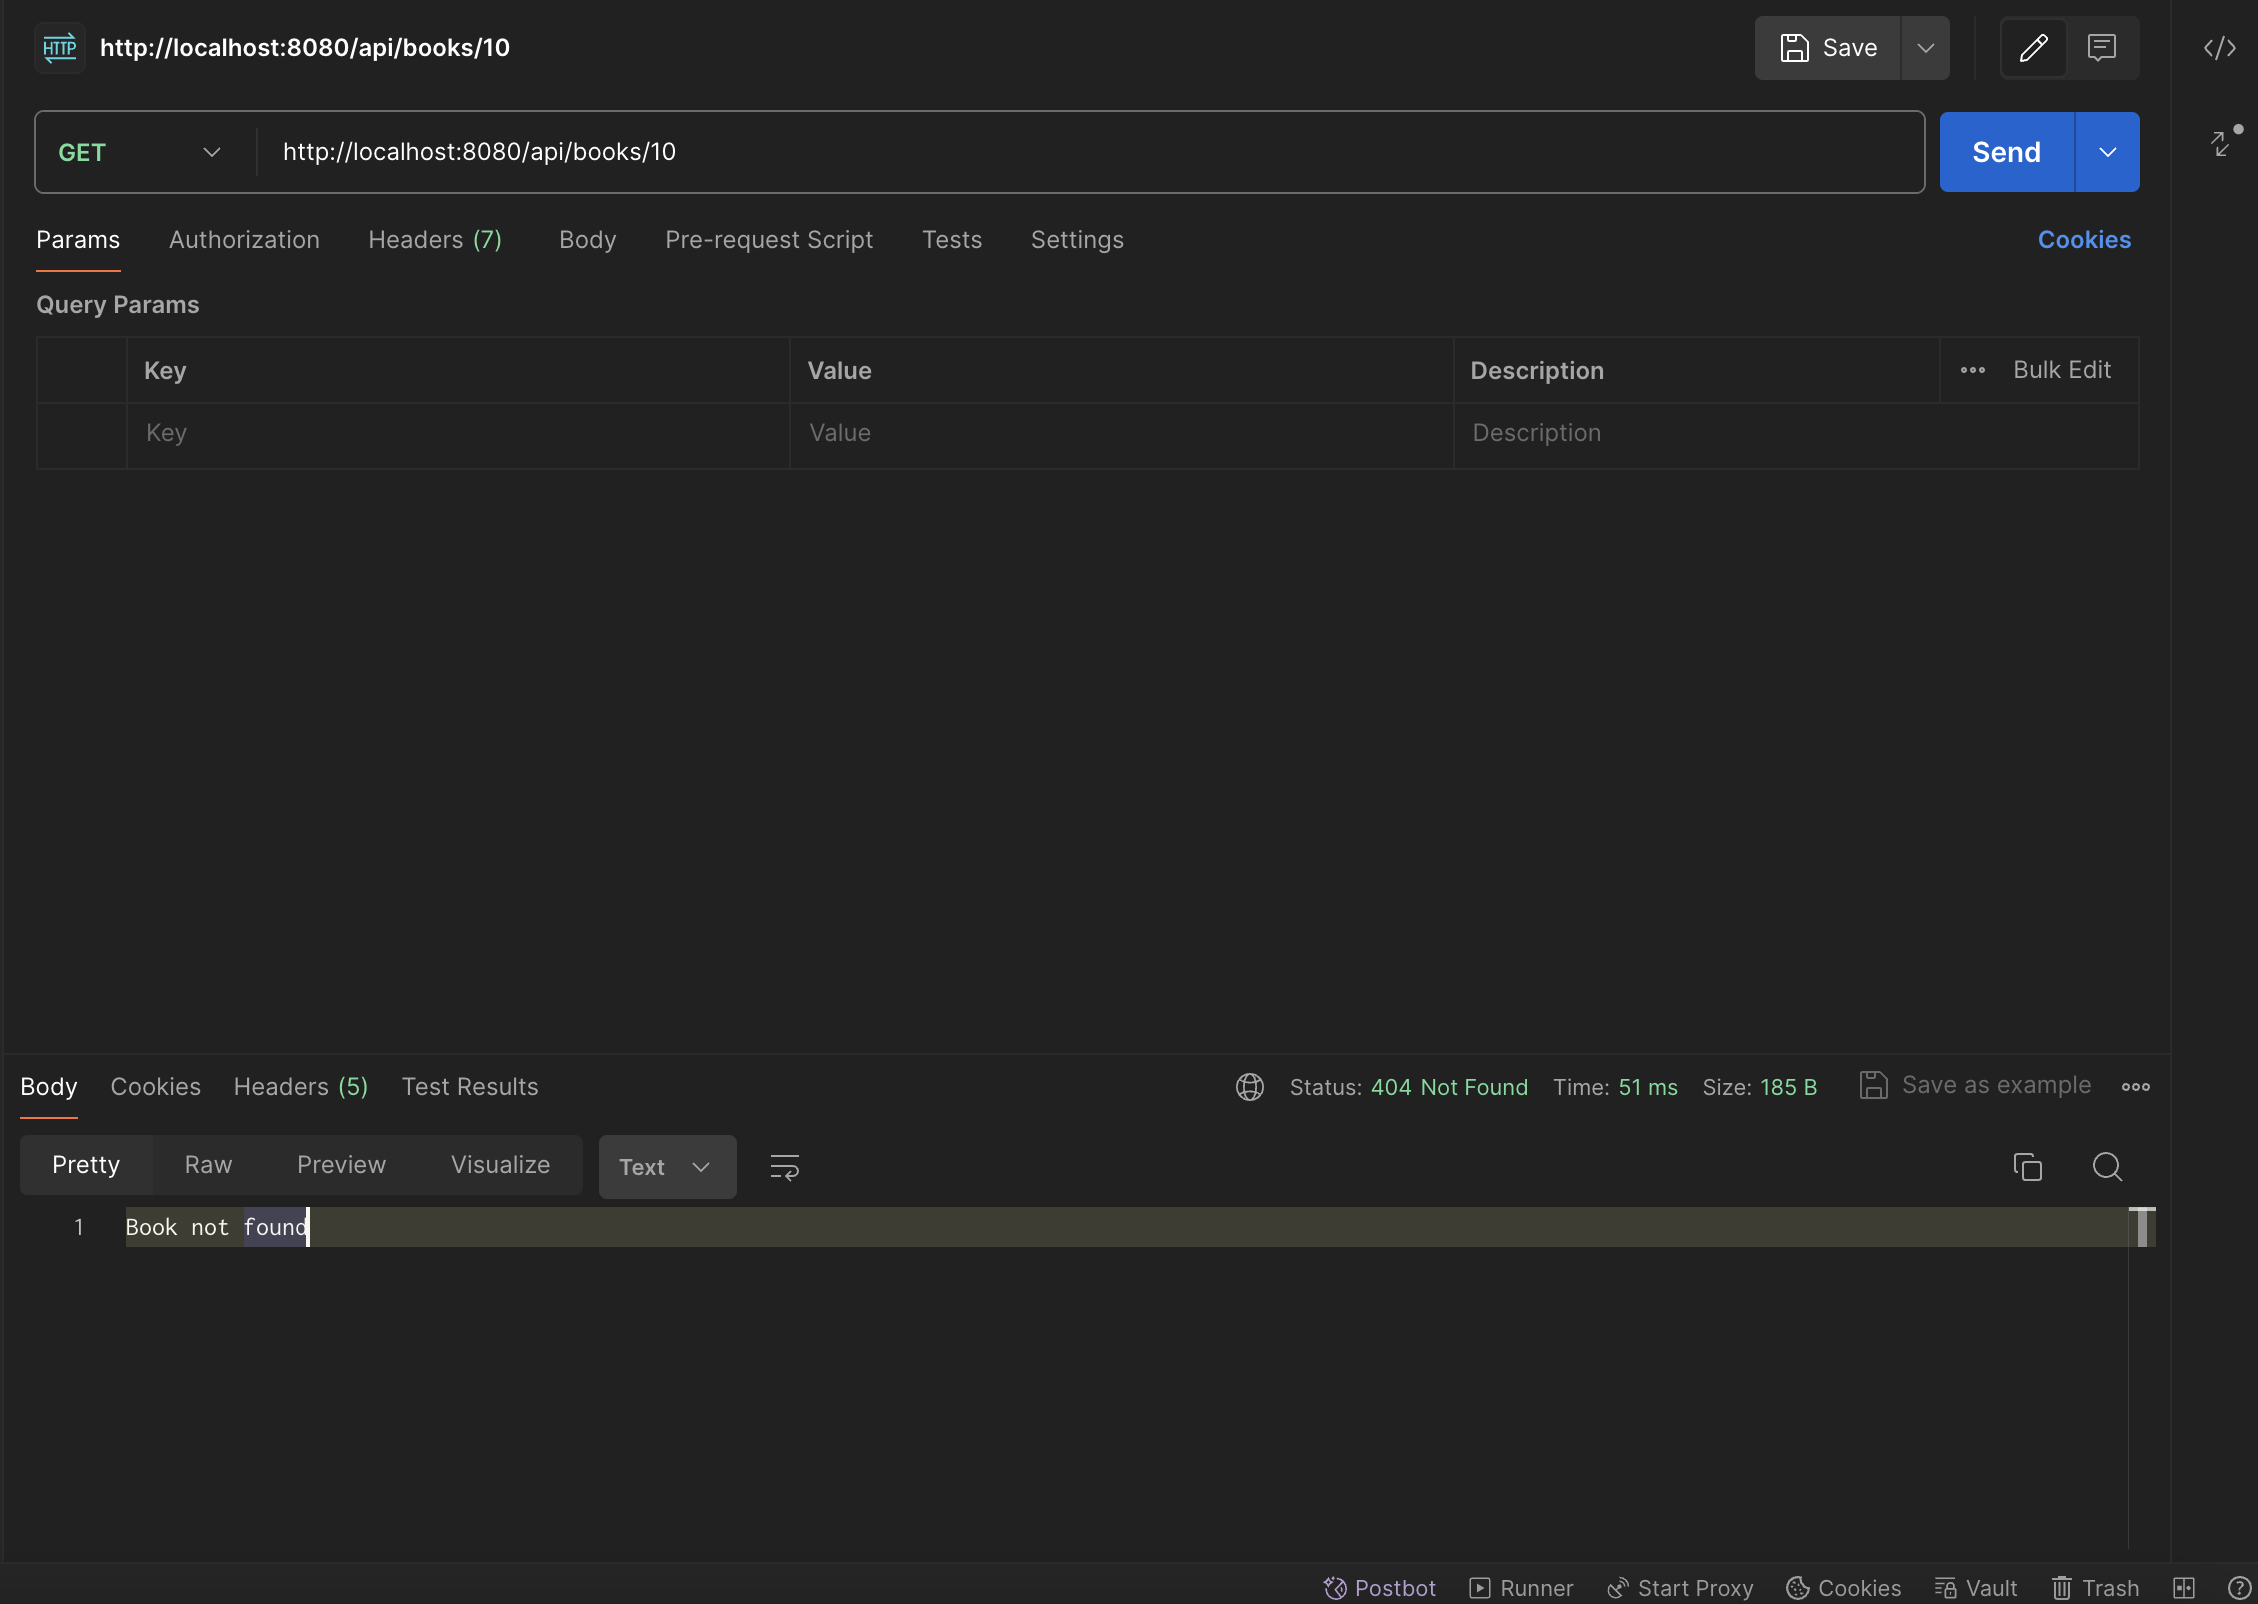 HTTP http://localhost:8080/api/books/10 Save
GET http://localhost:8080/api/books/10 Send
Params Authorization Headers (7) Body Pre-request Script Tests Settings Cookies
Query Params
Key Value Description Bulk Edit
Key Value Description
Body Cookies Headers (5) Test Results Status: 404 Not Found Time: 51 ms Size: 185 B Save as example
Pretty Raw Preview Visualize Text
1 Book not found
Postbot Runner Start Proxy Cookies Vault Trash